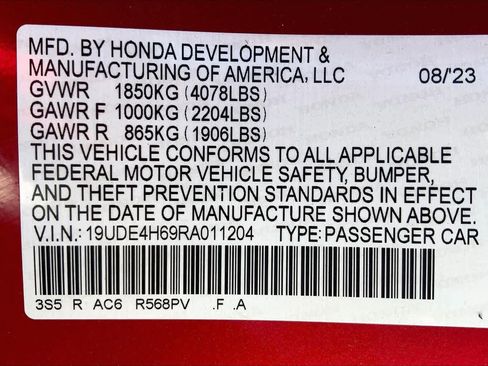 MFD. BY HONDA DEVELOPMENT &
MANUFACTURING OF AMERICA, LLC 08/'23
GVWR 1850KG (4078LBS)
GAWR F 1000KG (2204LBS)
GAWR R 865KG (1906LBS)
THIS VEHICLE CONFORMS TO ALL APPLICABLE
FEDERAL MOTOR VEHICLE SAFETY, BUMPER,
AND THEFT PREVENTION STANDARDS IN EFFECT
ON THE DATE OF MANUFACTURE SHOWN ABOVE.
V.I.N.: 19UDE4H69RA011204 TYPE: PASSENGER CAR
3S5 R AC6 R568PV .F .A